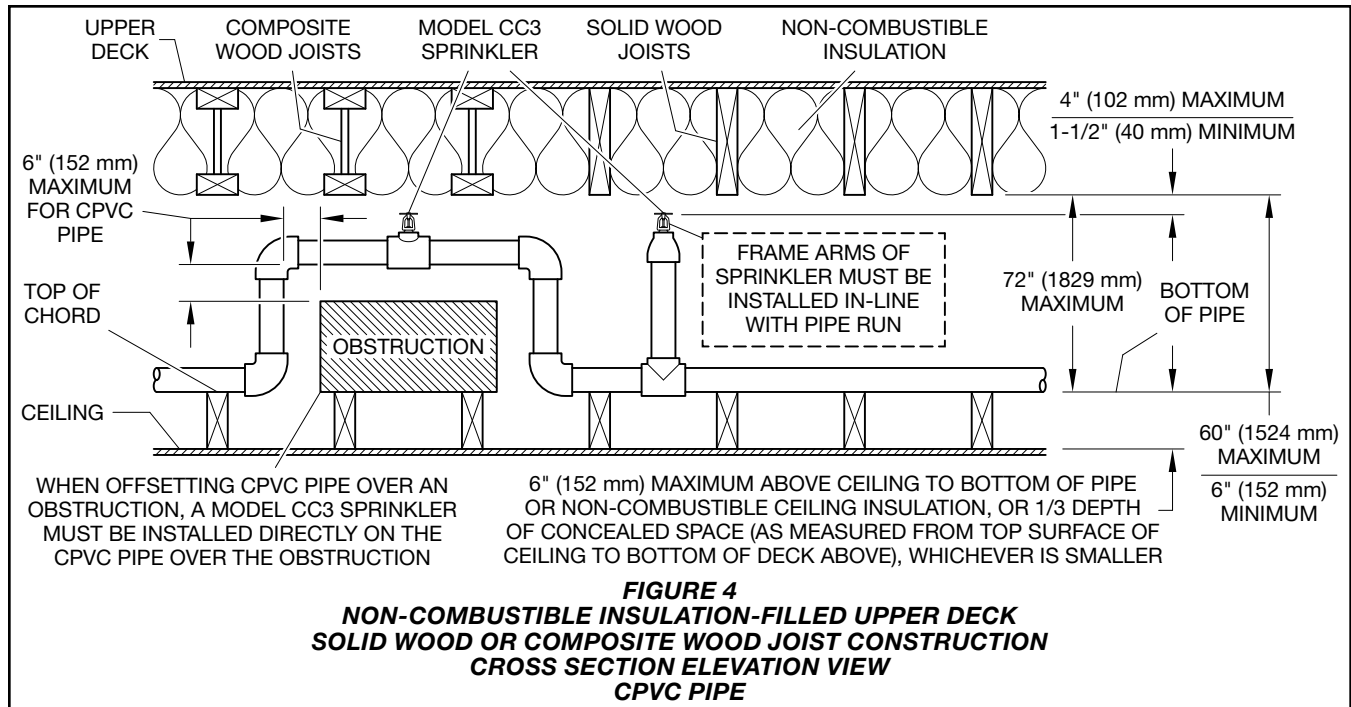 UPPER
DECK
COMPOSITE
WOOD JOISTS
MODEL CC3
SPRINKLER
SOLID WOOD
JOISTS
NON-COMBUSTIBLE
INSULATION
4" (102 mm) MAXIMUM
1-1/2" (40 mm) MINIMUM
6" (152 mm)
MAXIMUM
FOR CPVC
PIPE
FRAME ARMS OF
SPRINKLER MUST BE
INSTALLED IN-LINE
WITH PIPE RUN
72" (1829 mm)
MAXIMUM
BOTTOM
OF PIPE
TOP OF
CHORD
OBSTRUCTION
CEILING
60" (1524 mm)
MAXIMUM
6" (152 mm)
MINIMUM
WHEN OFFSETTING CPVC PIPE OVER AN
OBSTRUCTION, A MODEL CC3 SPRINKLER
MUST BE INSTALLED DIRECTLY ON THE
CPVC PIPE OVER THE OBSTRUCTION
6" (152 mm) MAXIMUM ABOVE CEILING TO BOTTOM OF PIPE
OR NON-COMBUSTIBLE CEILING INSULATION, OR 1/3 DEPTH
OF CONCEALED SPACE (AS MEASURED FROM TOP SURFACE OF
CEILING TO BOTTOM OF DECK ABOVE), WHICHEVER IS SMALLER
FIGURE 4
NON-COMBUSTIBLE INSULATION-FILLED UPPER DECK
SOLID WOOD OR COMPOSITE WOOD JOIST CONSTRUCTION
CROSS SECTION ELEVATION VIEW
CPVC PIPE